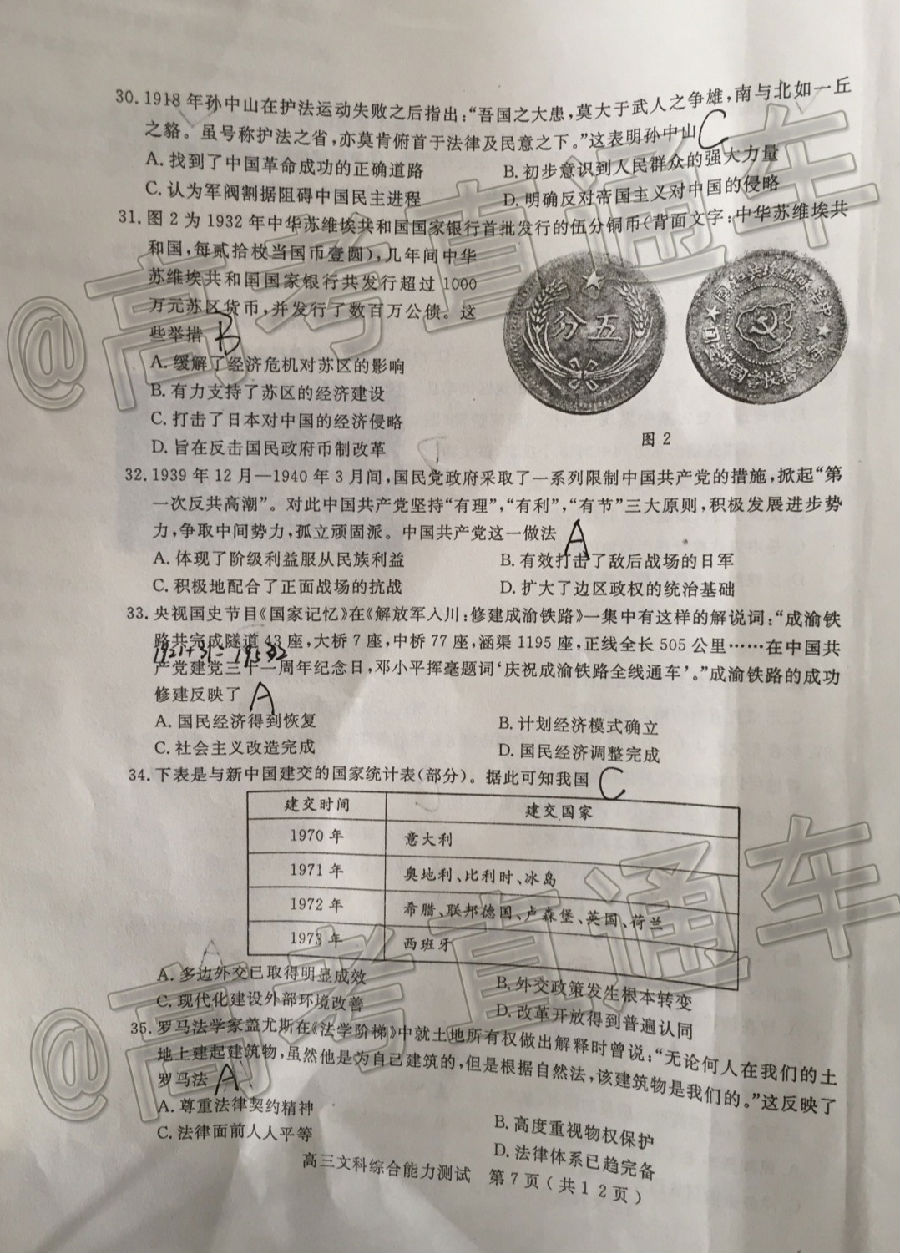 30. 1918年孙中山在护法运动失败之后指出:“吾国之大患,莫大于武人之争雄,南与北如一丘
之貉。虽号称护法之省,亦莫肯俯首于法律及民意之下。”这表明孙中山 C
A. 找到了中国革命成功的正确道路 B. 初步意识到人民群众的强大力量
C. 认为军阀割据阻碍中国民主进程 D. 明确反对帝国主义对中国的侵略
31. 图2为1932年中华苏维埃共和国国家银行首批发行的伍分铜币(背面文字:中华苏维埃共
和国,每贰拾枚当国币壹圆),几年间中华
苏维埃共和国国家银行共发行超过1000
万元苏区货币,并发行了数百万公债。这
些举措 B
A. 缓解了经济危机对苏区的影响
B. 有力支持了苏区的经济建设
C. 打击了日本对中国的经济侵略
D. 旨在反击国民政府币制改革
分五
图2
32. 1939年12月—1940年3月间,国民党政府采取了一系列限制中国共产党的措施,掀起“第
一次反共高潮”。对此中国共产党坚持“有理”,“有利”,“有节”三大原则,积极发展进步势
力,争取中间势力,孤立顽固派。中国共产党这一做法 A
A. 体现了阶级利益服从民族利益 B. 有效打击了敌后战场的日军
C. 积极地配合了正面战场的抗战 D. 扩大了边区政权的统治基础
33. 央视国史节目《国家记忆》在《解放军入川:修建成渝铁路》一集中有这样的解说词:“成渝铁
路共完成隧道43座,大桥7座,中桥77座,涵渠1195座,正线全长505公里……在中国共
产党建党三十一周年纪念日,邓小平挥毫题词‘庆祝成渝铁路全线通车’。”成渝铁路的成功
修建反映了 A
A. 国民经济得到恢复 B. 计划经济模式确立
C. 社会主义改造完成 D. 国民经济调整完成
34. 下表是与新中国建交的国家统计表(部分)。据此可知我国 C
建交时间 建交国家
1970年 意大利
1971年 奥地利、比利时、冰岛
1972年 希腊、联邦德国、卢森堡、英国、荷兰
1973年 西班牙
A. 多边外交已取得明显成效 B. 外交政策发生根本转变
C. 现代化建设外部环境改善 D. 改革开放得到普遍认同
35. 罗马法学家盖尤斯在《法学阶梯》中就土地所有权做出解释时曾说:“无论何人在我们的土
地上建起建筑物,虽然他是为自己建筑的,但是根据自然法,该建筑物是我们的。”这反映了
罗马法 A
A. 尊重法律契约精神 B. 高度重视物权保护
C. 法律面前人人平等 D. 法律体系已趋完备
高三文科综合能力测试 第7页(共12页)
@高考直通车
@高考直通车